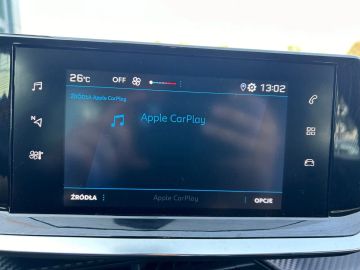 26°C OFF 13:02
ŹRÓDŁA Apple CarPlay
Apple CarPlay
N
ŹRÓDŁA Apple CarPlay OPCJE